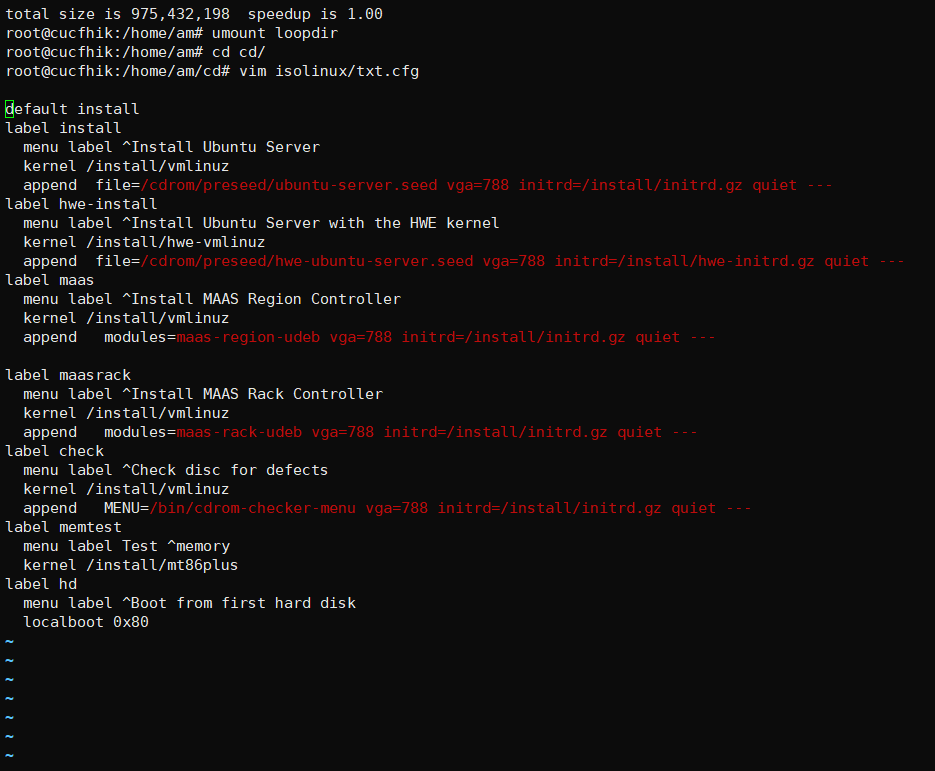 total size is 975,432,198  speedup is 1.00
root@cucfhik:/home/am# umount loopdir
root@cucfhik:/home/am# cd cd/
root@cucfhik:/home/am/cd# vim isolinux/txt.cfg

default install
label install
  menu label ^Install Ubuntu Server
  kernel /install/vmlinuz
  append  file=/cdrom/preseed/ubuntu-server.seed vga=788 initrd=/install/initrd.gz quiet ---
label hwe-install
  menu label ^Install Ubuntu Server with the HWE kernel
  kernel /install/hwe-vmlinuz
  append  file=/cdrom/preseed/hwe-ubuntu-server.seed vga=788 initrd=/install/hwe-initrd.gz quiet ---
label maas
  menu label ^Install MAAS Region Controller
  kernel /install/vmlinuz
  append   modules=maas-region-udeb vga=788 initrd=/install/initrd.gz quiet ---

label maasrack
  menu label ^Install MAAS Rack Controller
  kernel /install/vmlinuz
  append   modules=maas-rack-udeb vga=788 initrd=/install/initrd.gz quiet ---
label check
  menu label ^Check disc for defects
  kernel /install/vmlinuz
  append   MENU=/bin/cdrom-checker-menu vga=788 initrd=/install/initrd.gz quiet ---
label memtest
  menu label Test ^memory
  kernel /install/mt86plus
label hd
  menu label ^Boot from first hard disk
  localboot 0x80
~
~
~
~
~
~
~